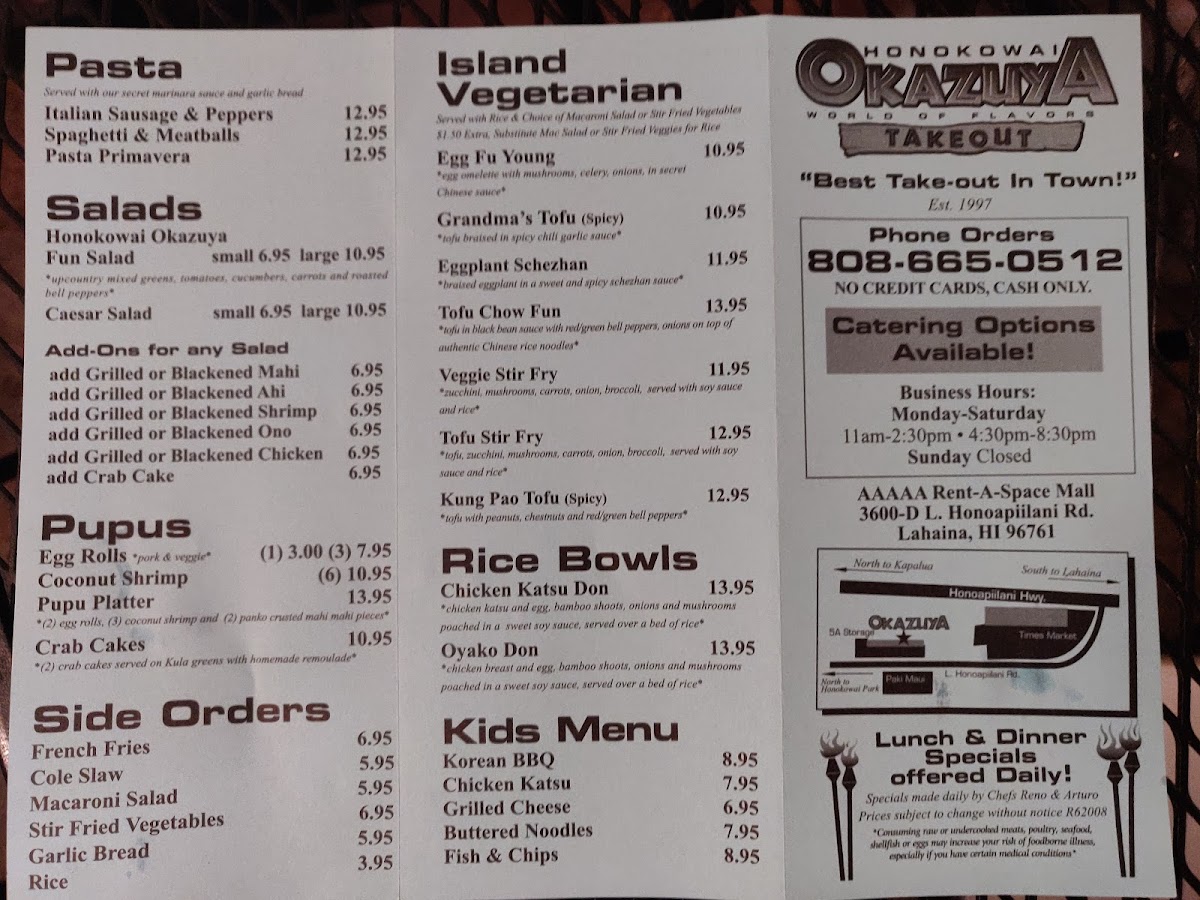 Pasta
Served with our secret marinara sauce and garlic bread
Italian Sausage & Peppers 12.95
Spaghetti & Meatballs 12.95
Pasta Primavera 12.95
Salads
Honokowai Okazuya
Fun Salad small 6.95 large 10.95
*upcountry mixed greens, tomatoes, cucumbers, carrots and roasted
bell peppers*
Caesar Salad small 6.95 large 10.95
Add-Ons for any Salad
add Grilled or Blackened Mahi 6.95
add Grilled or Blackened Ahi 6.95
add Grilled or Blackened Shrimp 6.95
add Grilled or Blackened Ono 6.95
add Grilled or Blackened Chicken 6.95
add Crab Cake 6.95
Pupus
Egg Rolls *pork & veggie* (1) 3.00 (3) 7.95
Coconut Shrimp (6) 10.95
Pupu Platter 13.95
*(2) egg rolls, (3) coconut shrimp and (2) panko crusted mahi mahi pieces*
Crab Cakes 10.95
*(2) crab cakes served on Kula greens with homemade remoulade*
Side Orders
French Fries 6.95
Cole Slaw 5.95
Macaroni Salad 5.95
Stir Fried Vegetables 6.95
Garlic Bread 5.95
Rice 3.95
Island
Vegetarian
Served with Rice & Choice of Macaroni Salad or Stir Fried Vegetables
$1.50 Extra, Substitute Mac Salad or Stir Fried Veggies for Rice
Egg Fu Young 10.95
*egg omelette with mushrooms, celery, onions, in secret
Chinese sauce*
Grandma's Tofu (Spicy) 10.95
*tofu braised in spicy chili garlic sauce*
Eggplant Schezhan 11.95
*braised eggplant in a sweet and spicy schezhan sauce*
Tofu Chow Fun 13.95
*tofu in black bean sauce with red/green bell peppers, onions on top of
authentic Chinese rice noodles*
Veggie Stir Fry 11.95
*zucchini, mushrooms, carrots, onion, broccoli, served with soy sauce
and rice*
Tofu Stir Fry 12.95
*tofu, zucchini, mushrooms, carrots, onion, broccoli, served with soy
sauce and rice*
Kung Pao Tofu (Spicy) 12.95
*tofu with peanuts, chestnuts and red/green bell peppers*
Rice Bowls
Chicken Katsu Don 13.95
*chicken katsu and egg, bamboo shoots, onions and mushrooms
poached in a sweet soy sauce, served over a bed of rice*
Oyako Don 13.95
*chicken breast and egg, bamboo shoots, onions and mushrooms
poached in a sweet soy sauce, served over a bed of rice*
Kids Menu
Korean BBQ 8.95
Chicken Katsu 7.95
Grilled Cheese 6.95
Buttered Noodles 7.95
Fish & Chips 8.95
HONOKOWAI
OKAZUYA
WORLD OF FLAVORS
TAKEOUT
"Best Take-out In Town!"
Est. 1997
Phone Orders
808-665-0512
NO CREDIT CARDS, CASH ONLY.
Catering Options
Available!
Business Hours:
Monday-Saturday
11am-2:30pm • 4:30pm-8:30pm
Sunday Closed
AAAAA Rent-A-Space Mall
3600-D L. Honoapiilani Rd.
Lahaina, HI 96761
North to Kapalua
South to Lahaina
Honoapiilani Hwy.
OKAZUYA
5A Storage
Times Market
North to
Honokowai Park
Paki Maui
L. Honoapiilani Rd.
Lunch & Dinner
Specials
offered Daily!
Specials made daily by Chefs Reno & Arturo
Prices subject to change without notice R62008
*Consuming raw or undercooked meats, poultry, seafood,
shellfish or eggs may increase your risk of foodborne illness,
especially if you have certain medical conditions*